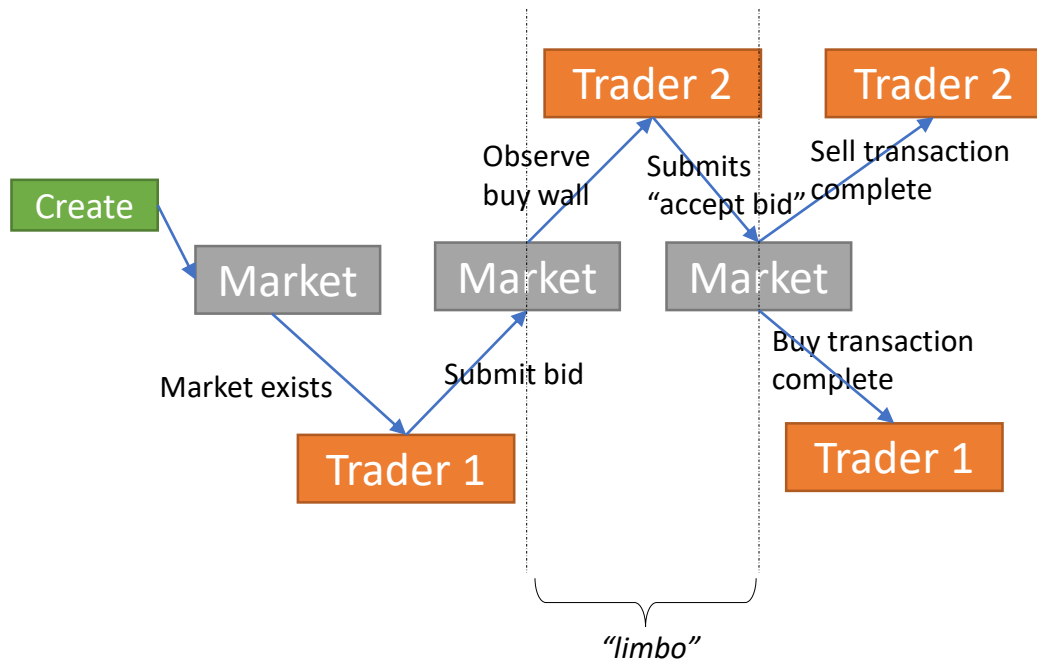 Trader 2
Trader 2
Observe
buy wall
Submits
“accept bid”
Sell transaction
complete
Create
Market
Market
Market
Market exists
Submit bid
Buy transaction
complete
Trader 1
Trader 1
“limbo”